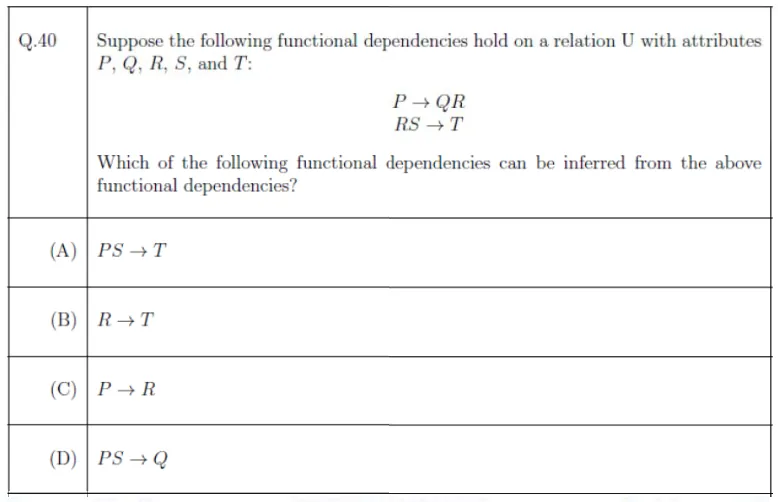 Q.40 Suppose the following functional dependencies hold on a relation U with attributes
P, Q, R, S, and T:
P → QR
RS → T
Which of the following functional dependencies can be inferred from the above
functional dependencies?
(A) PS → T
(B) R → T
(C) P → R
(D) PS → Q